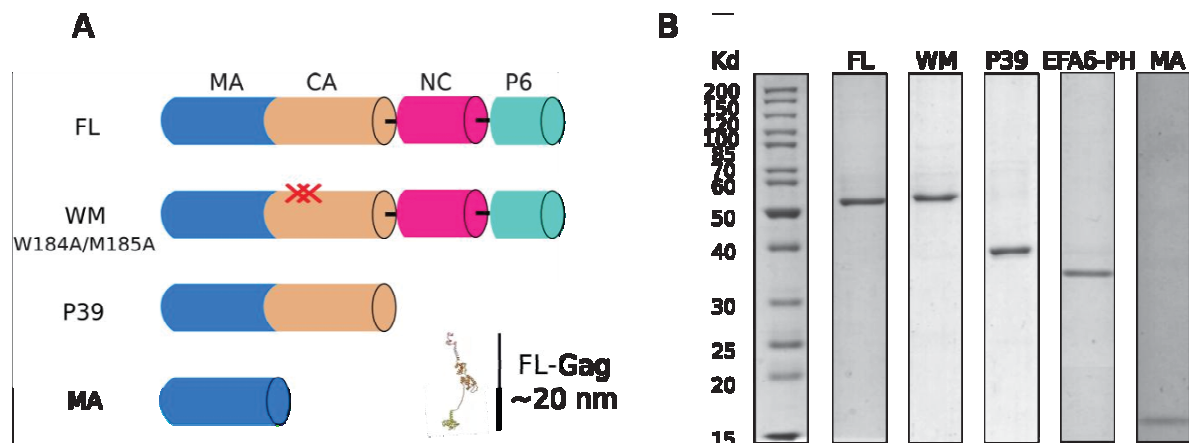 A
MA CA NC P6
FL
WM
W184A/M185A
P39
MA
FL-Gag
~20 nm
B
Kd FL WM P39 EFA6-PH MA
200
150
120
100
85
70
60
50
40
30
25
20
15